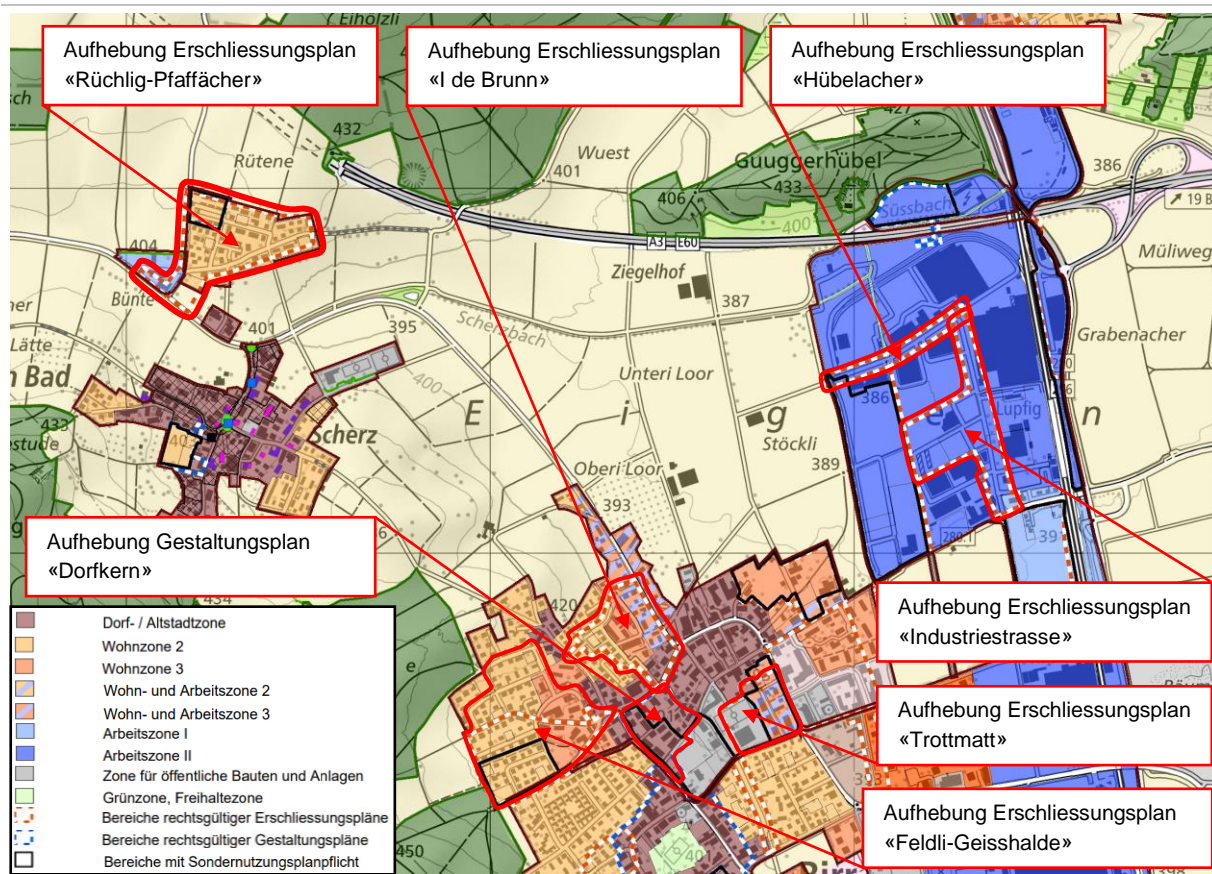 Eiholzli
Aufhebung Erschliessungsplan
«Rüchlig-Pfaffächer»
Aufhebung Erschliessungsplan
«I de Brunn»
Aufhebung Erschliessungsplan
«Hübelacher»
427
432
Rütene
Wuest
401
Guuggerhübel
406
433
400
386
Süssbach
19 B
A3 E60
404
Ziegelhof
Müliweg
Bünte
387
401
395
Scherzbach
Grabenacher
Lätte
n Bad
400
Unteri Loor
386
Lupfig
E i g e n
433
403
Scherz
Stöckli
389
Oberi Loor
393
Aufhebung Gestaltungsplan
«Dorfkern»
434
420
Aufhebung Erschliessungsplan
«Industriestrasse»
Dorf- / Altstadtzone
Wohnzone 2
Wohnzone 3
Wohn- und Arbeitszone 2
Wohn- und Arbeitszone 3
Arbeitszone I
Arbeitszone II
Zone für öffentliche Bauten und Anlagen
Grünzone, Freihaltezone
Bereiche rechtsgültiger Erschliessungspläne
Bereiche rechtsgültiger Gestaltungspläne
Bereiche mit Sondernutzungsplanpflicht
Aufhebung Erschliessungsplan
«Trottmatt»
Aufhebung Erschliessungsplan
«Feldli-Geisshalde»
450
401
398